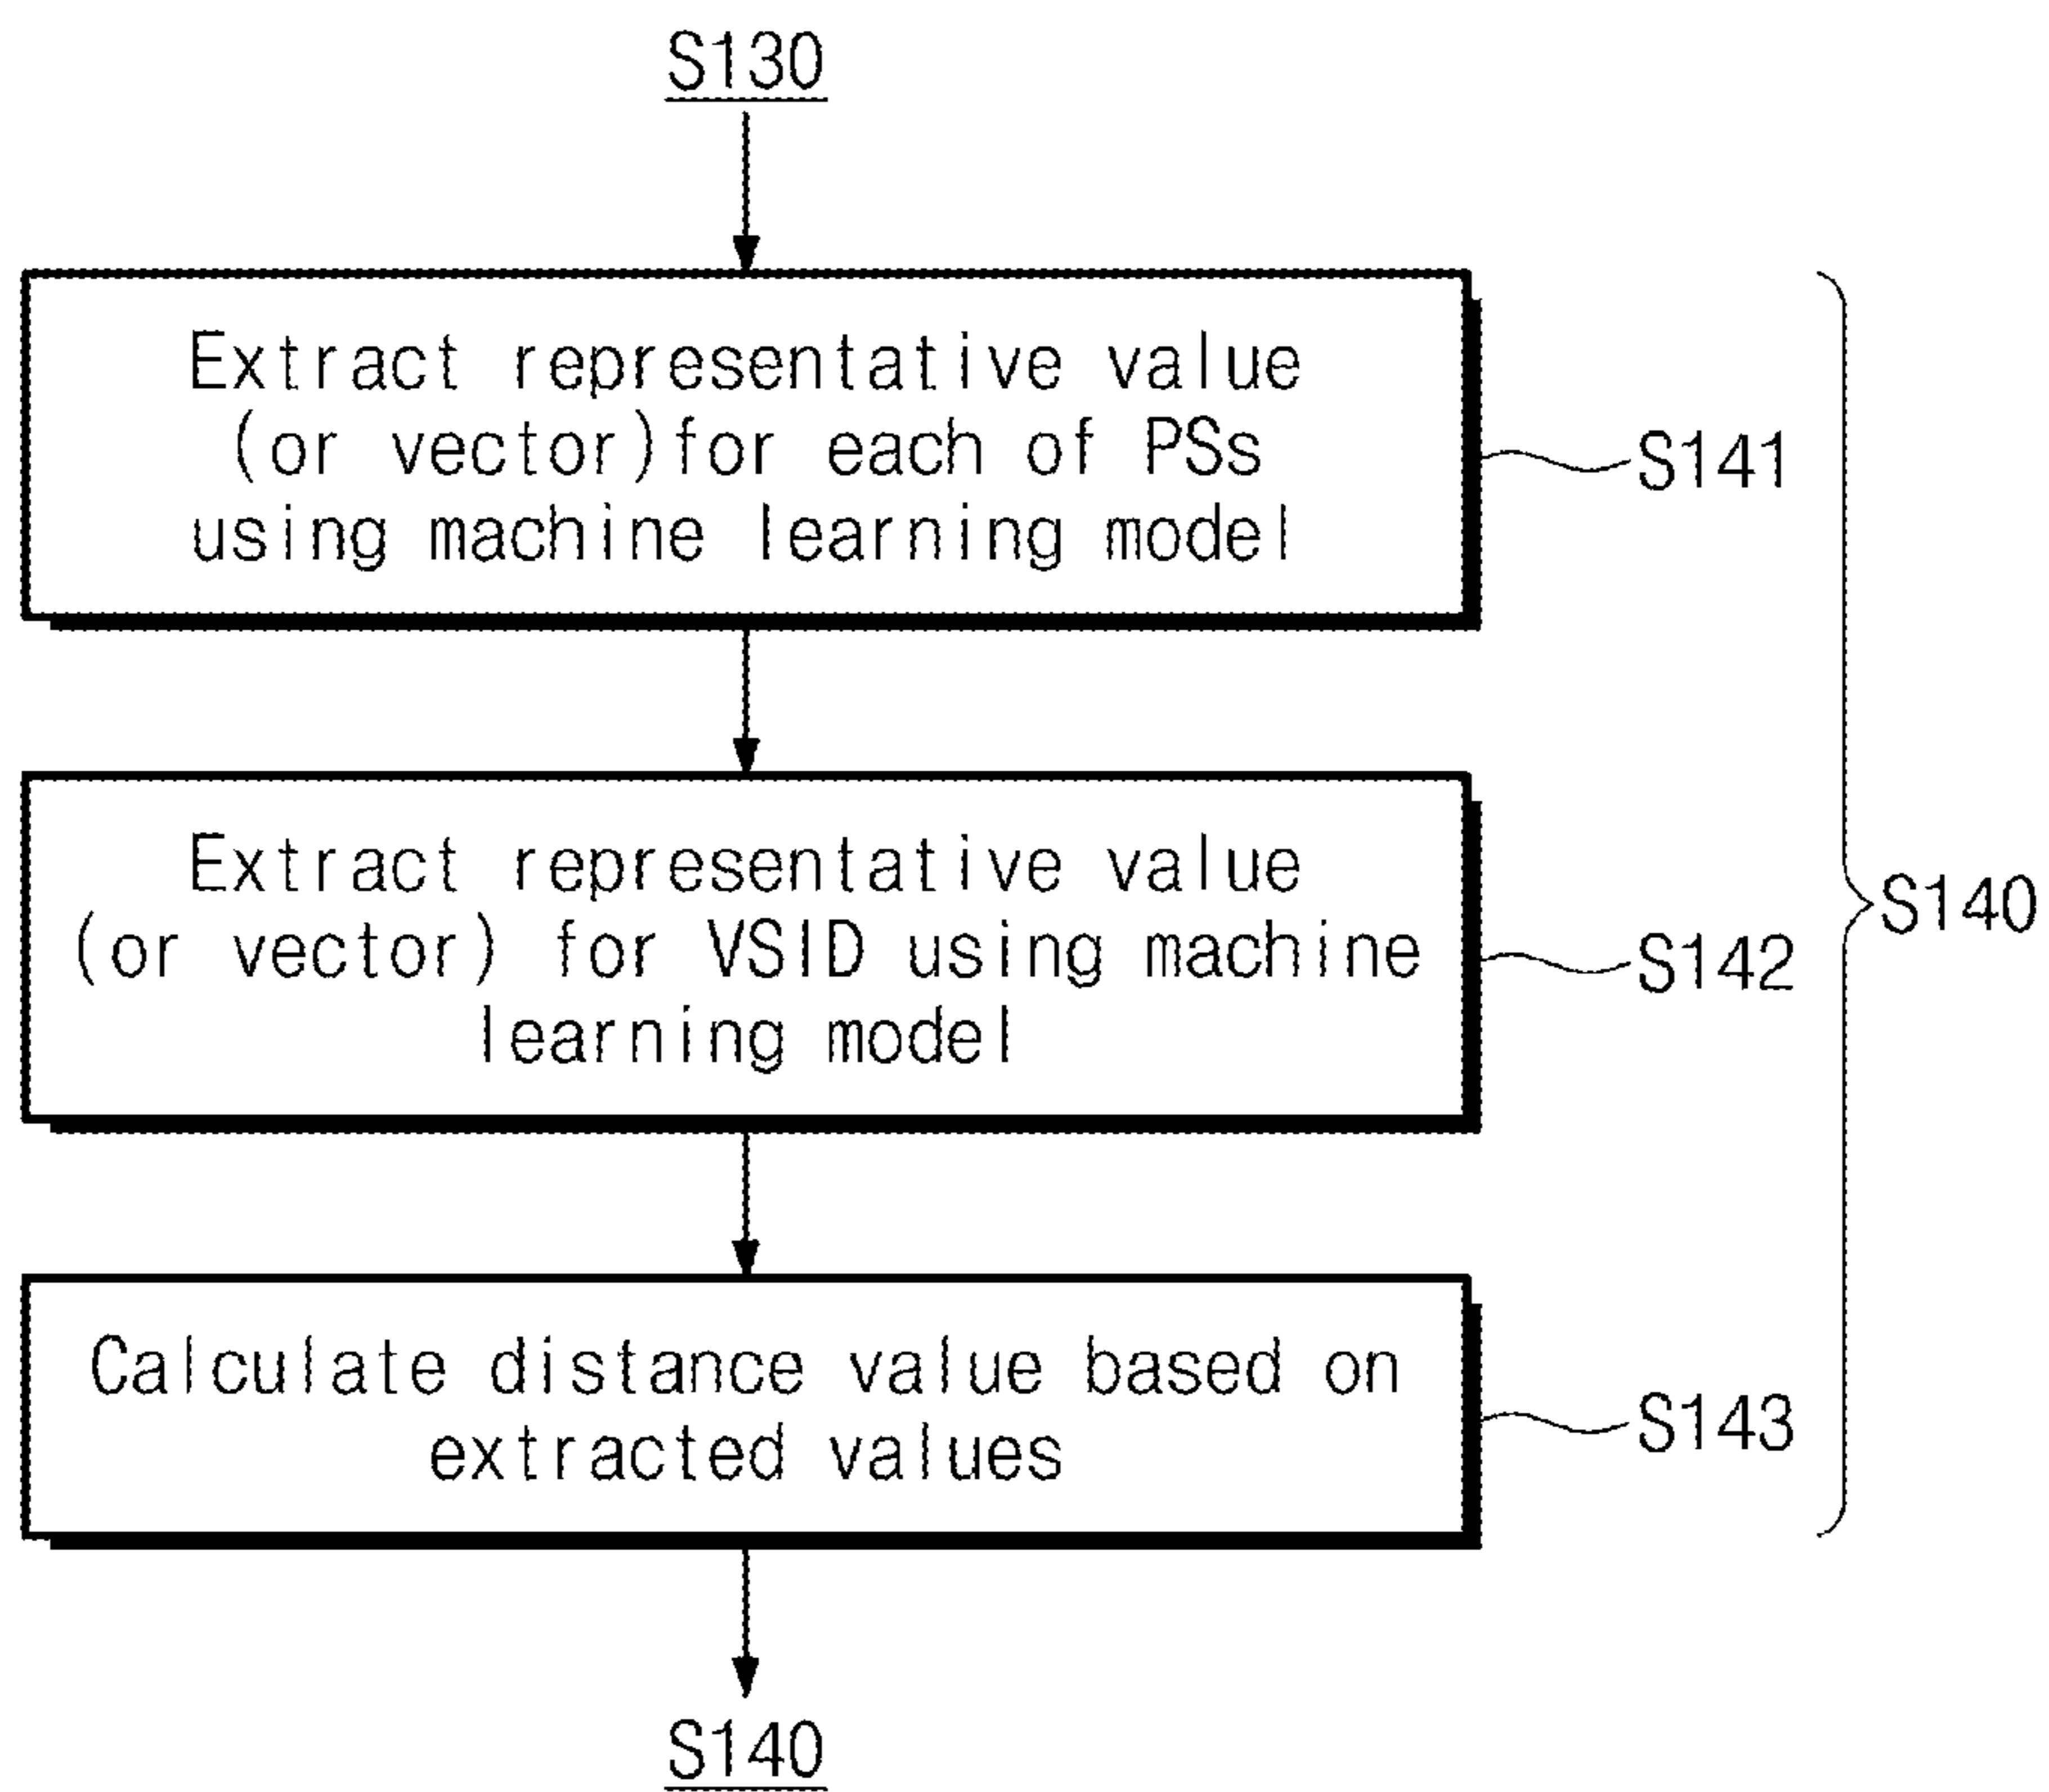 S130
Extract representative value
(or vector)for each of PSs
using machine learning model
S141
Extract representative value
(or vector) for VSID using machine
learning model
S142
S140
Calculate distance value based on
extracted values
S143
S140